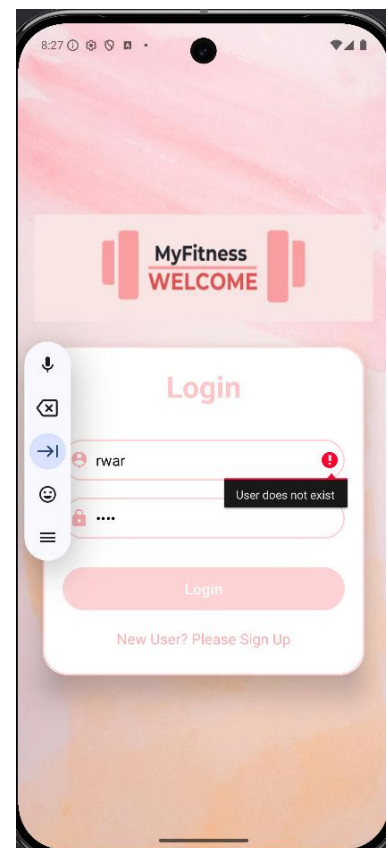 8:27
MyFitness
WELCOME
Login
rwar
User does not exist
••••
Login
New User? Please Sign Up